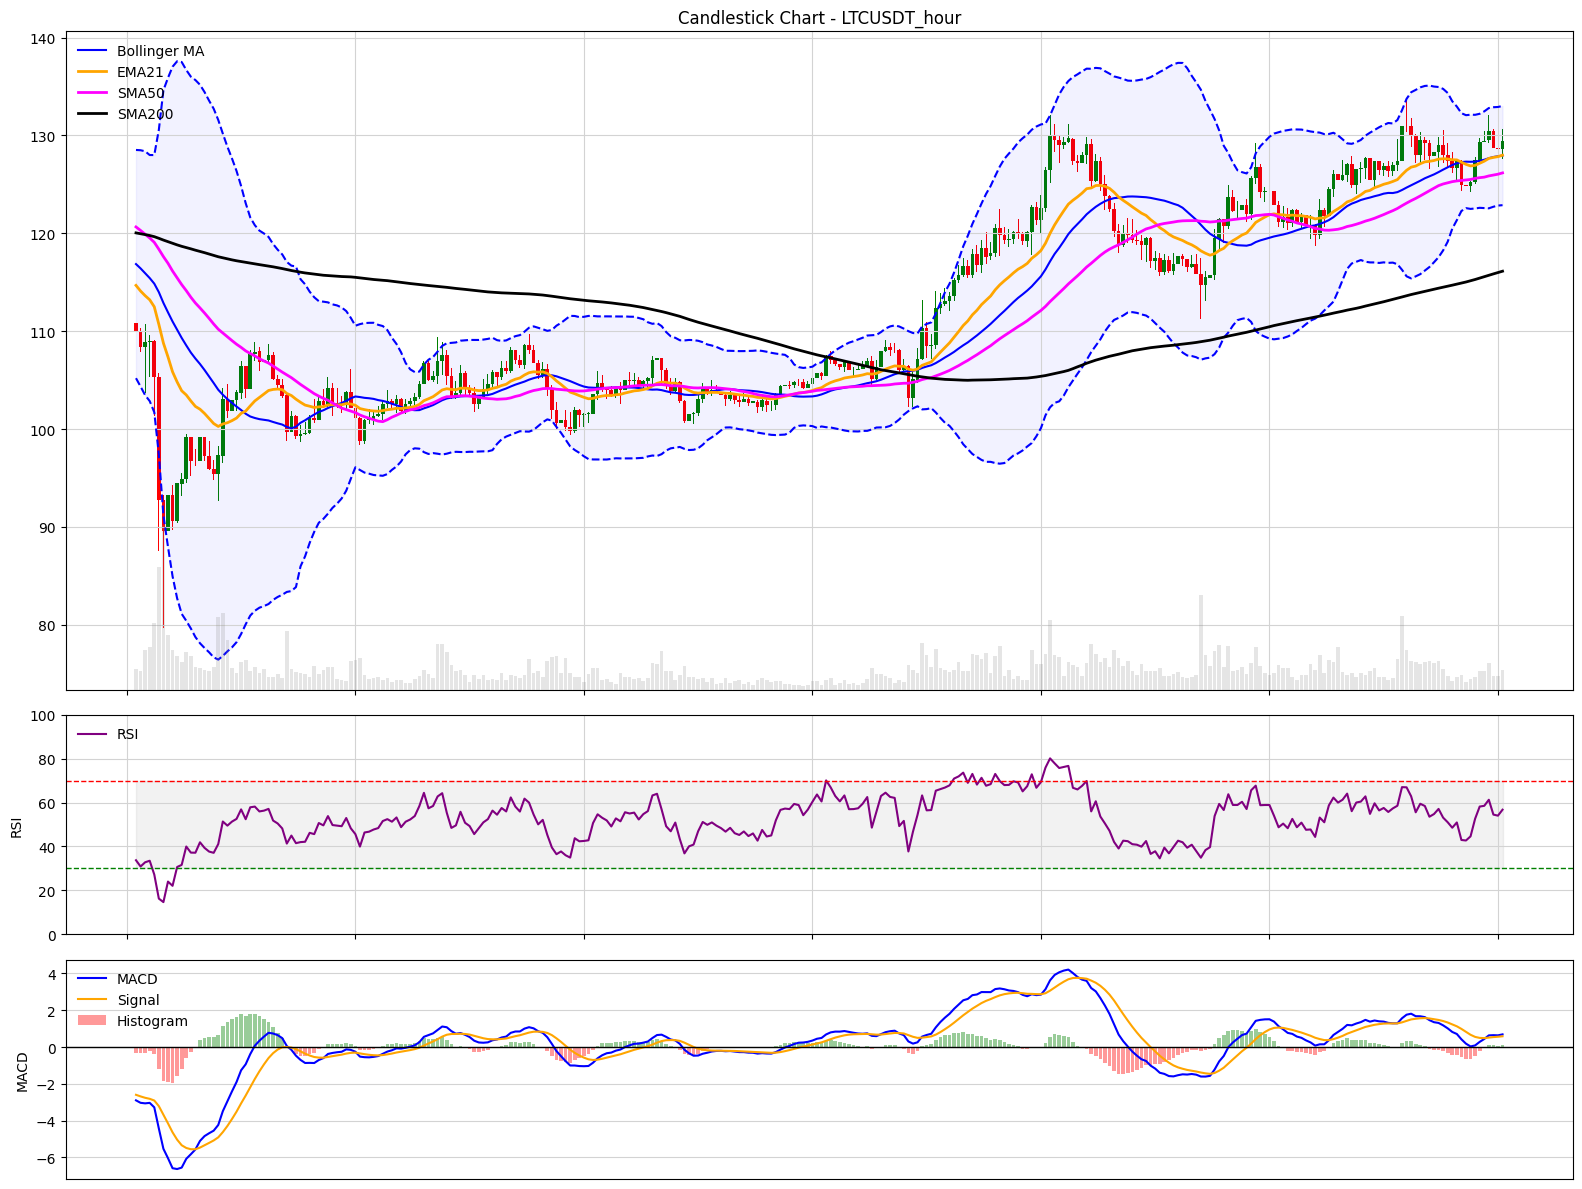 Candlestick Chart - LTCUSDT_hour
140
130
120
110
100
90
80
Bollinger MA
EMA21
SMA50
SMA200
100
80
60
40
20
0
RSI
RSI
4
2
0
−2
−4
−6
MACD
MACD
Signal
Histogram